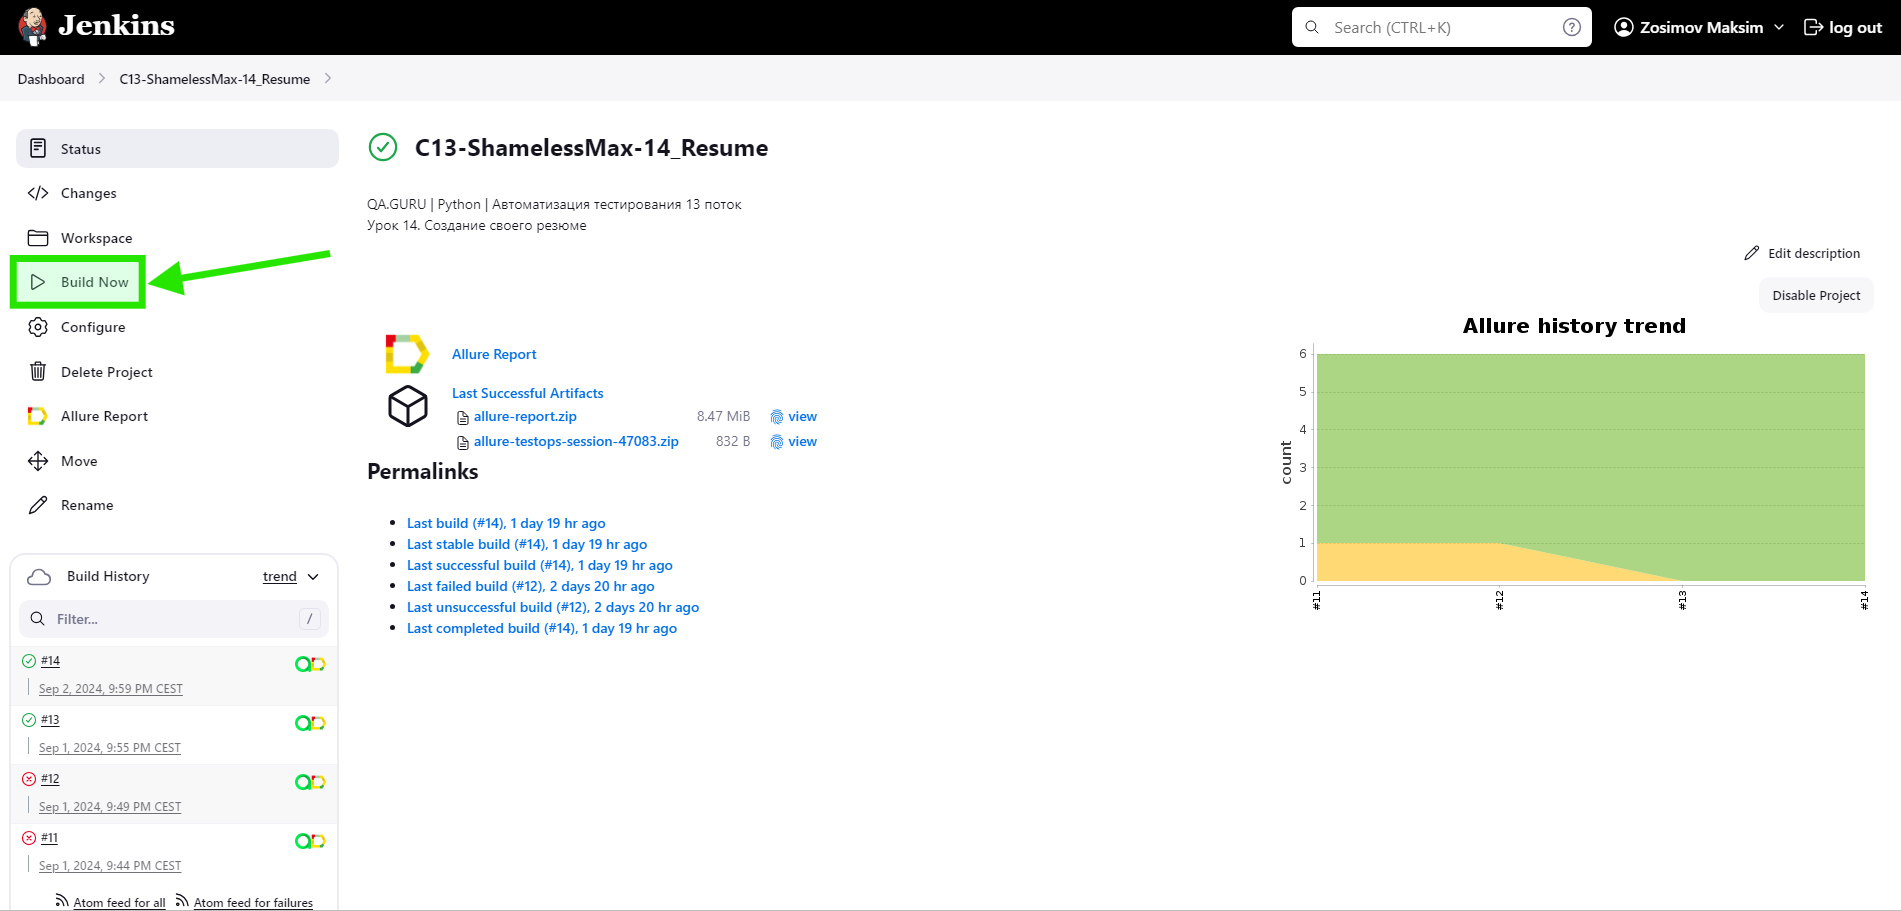 Jenkins
Search (CTRL+K)
Zosimov Maksim
log out
Dashboard
C13-ShamelessMax-14_Resume
Status
Changes
Workspace
Build Now
Configure
Delete Project
Allure Report
Move
Rename
Build History
trend
Filter...
/
#14
Sep 2, 2024, 9:59 PM CEST
#13
Sep 1, 2024, 9:55 PM CEST
#12
Sep 1, 2024, 9:49 PM CEST
#11
Sep 1, 2024, 9:44 PM CEST
Atom feed for all
Atom feed for failures
C13-ShamelessMax-14_Resume
QA.GURU | Python | Автоматизация тестирования 13 поток
Урок 14. Создание своего резюме
Edit description
Disable Project
Allure Report
Last Successful Artifacts
allure-report.zip 8.47 MiB view
allure-testops-session-47083.zip 832 B view
Permalinks
Last build (#14), 1 day 19 hr ago
Last stable build (#14), 1 day 19 hr ago
Last successful build (#14), 1 day 19 hr ago
Last failed build (#12), 2 days 20 hr ago
Last unsuccessful build (#12), 2 days 20 hr ago
Last completed build (#14), 1 day 19 hr ago
Allure history trend
count
6
5
4
3
2
1
0
#11
#12
#13
#14